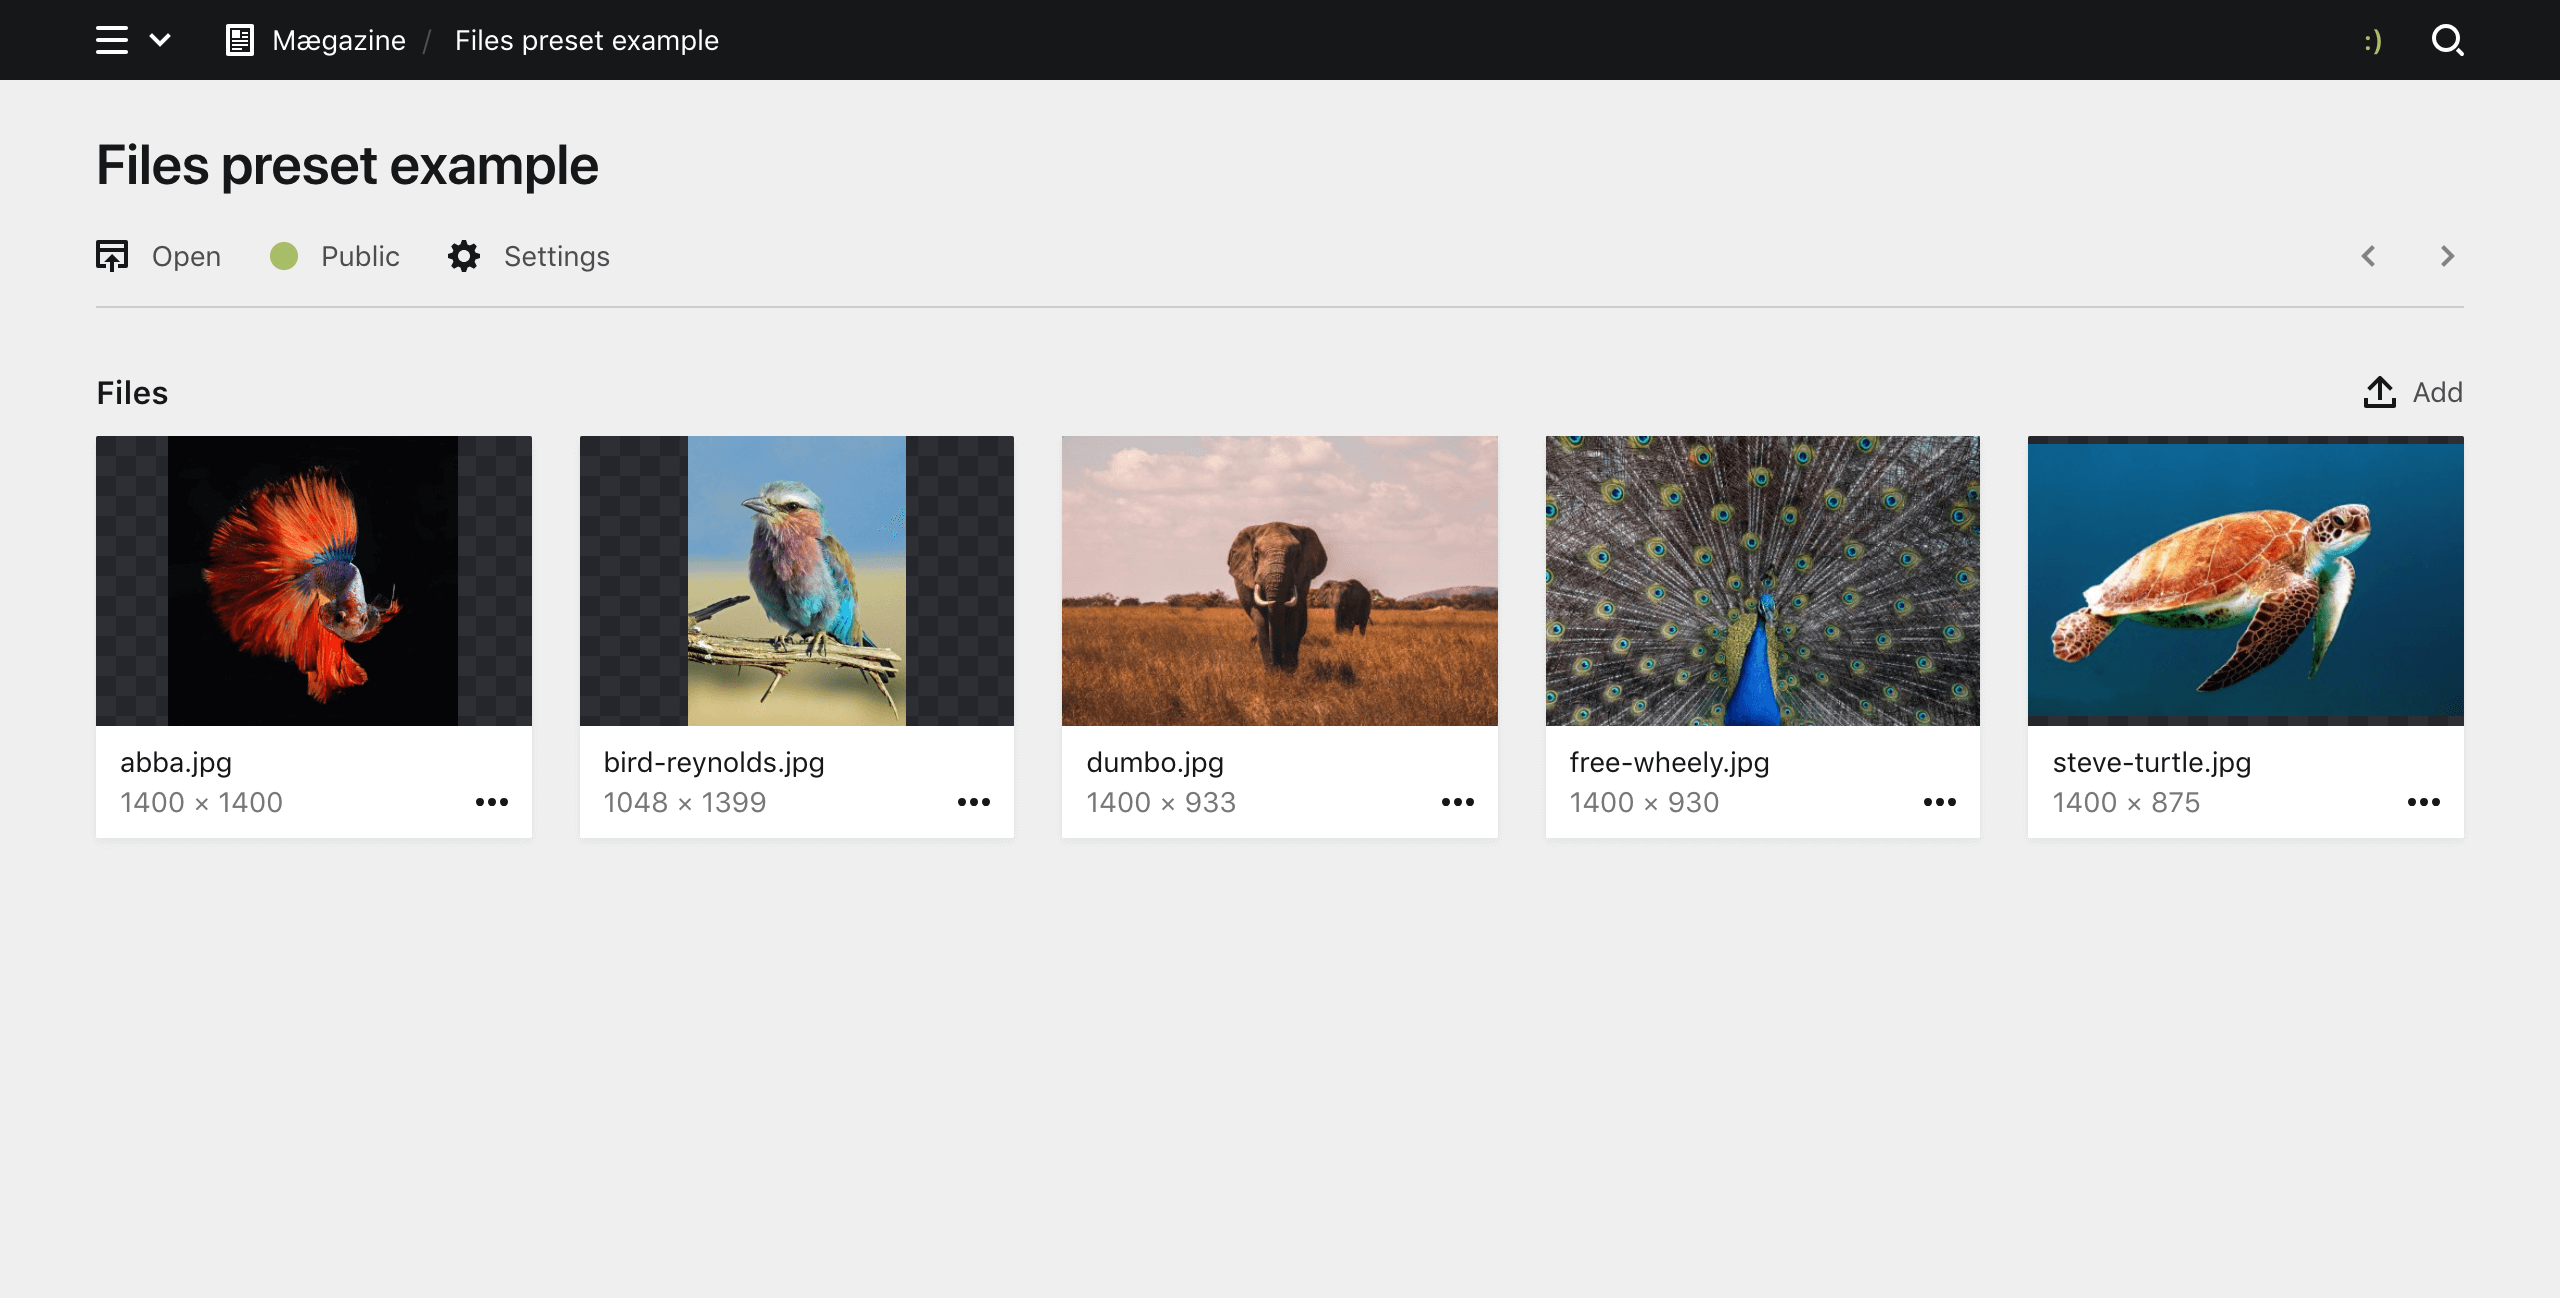 Mægazine / Files preset example :)
Files preset example
Open Public Settings
Files Add
abba.jpg
1400 × 1400
bird-reynolds.jpg
1048 × 1399
dumbo.jpg
1400 × 933
free-wheely.jpg
1400 × 930
steve-turtle.jpg
1400 × 875